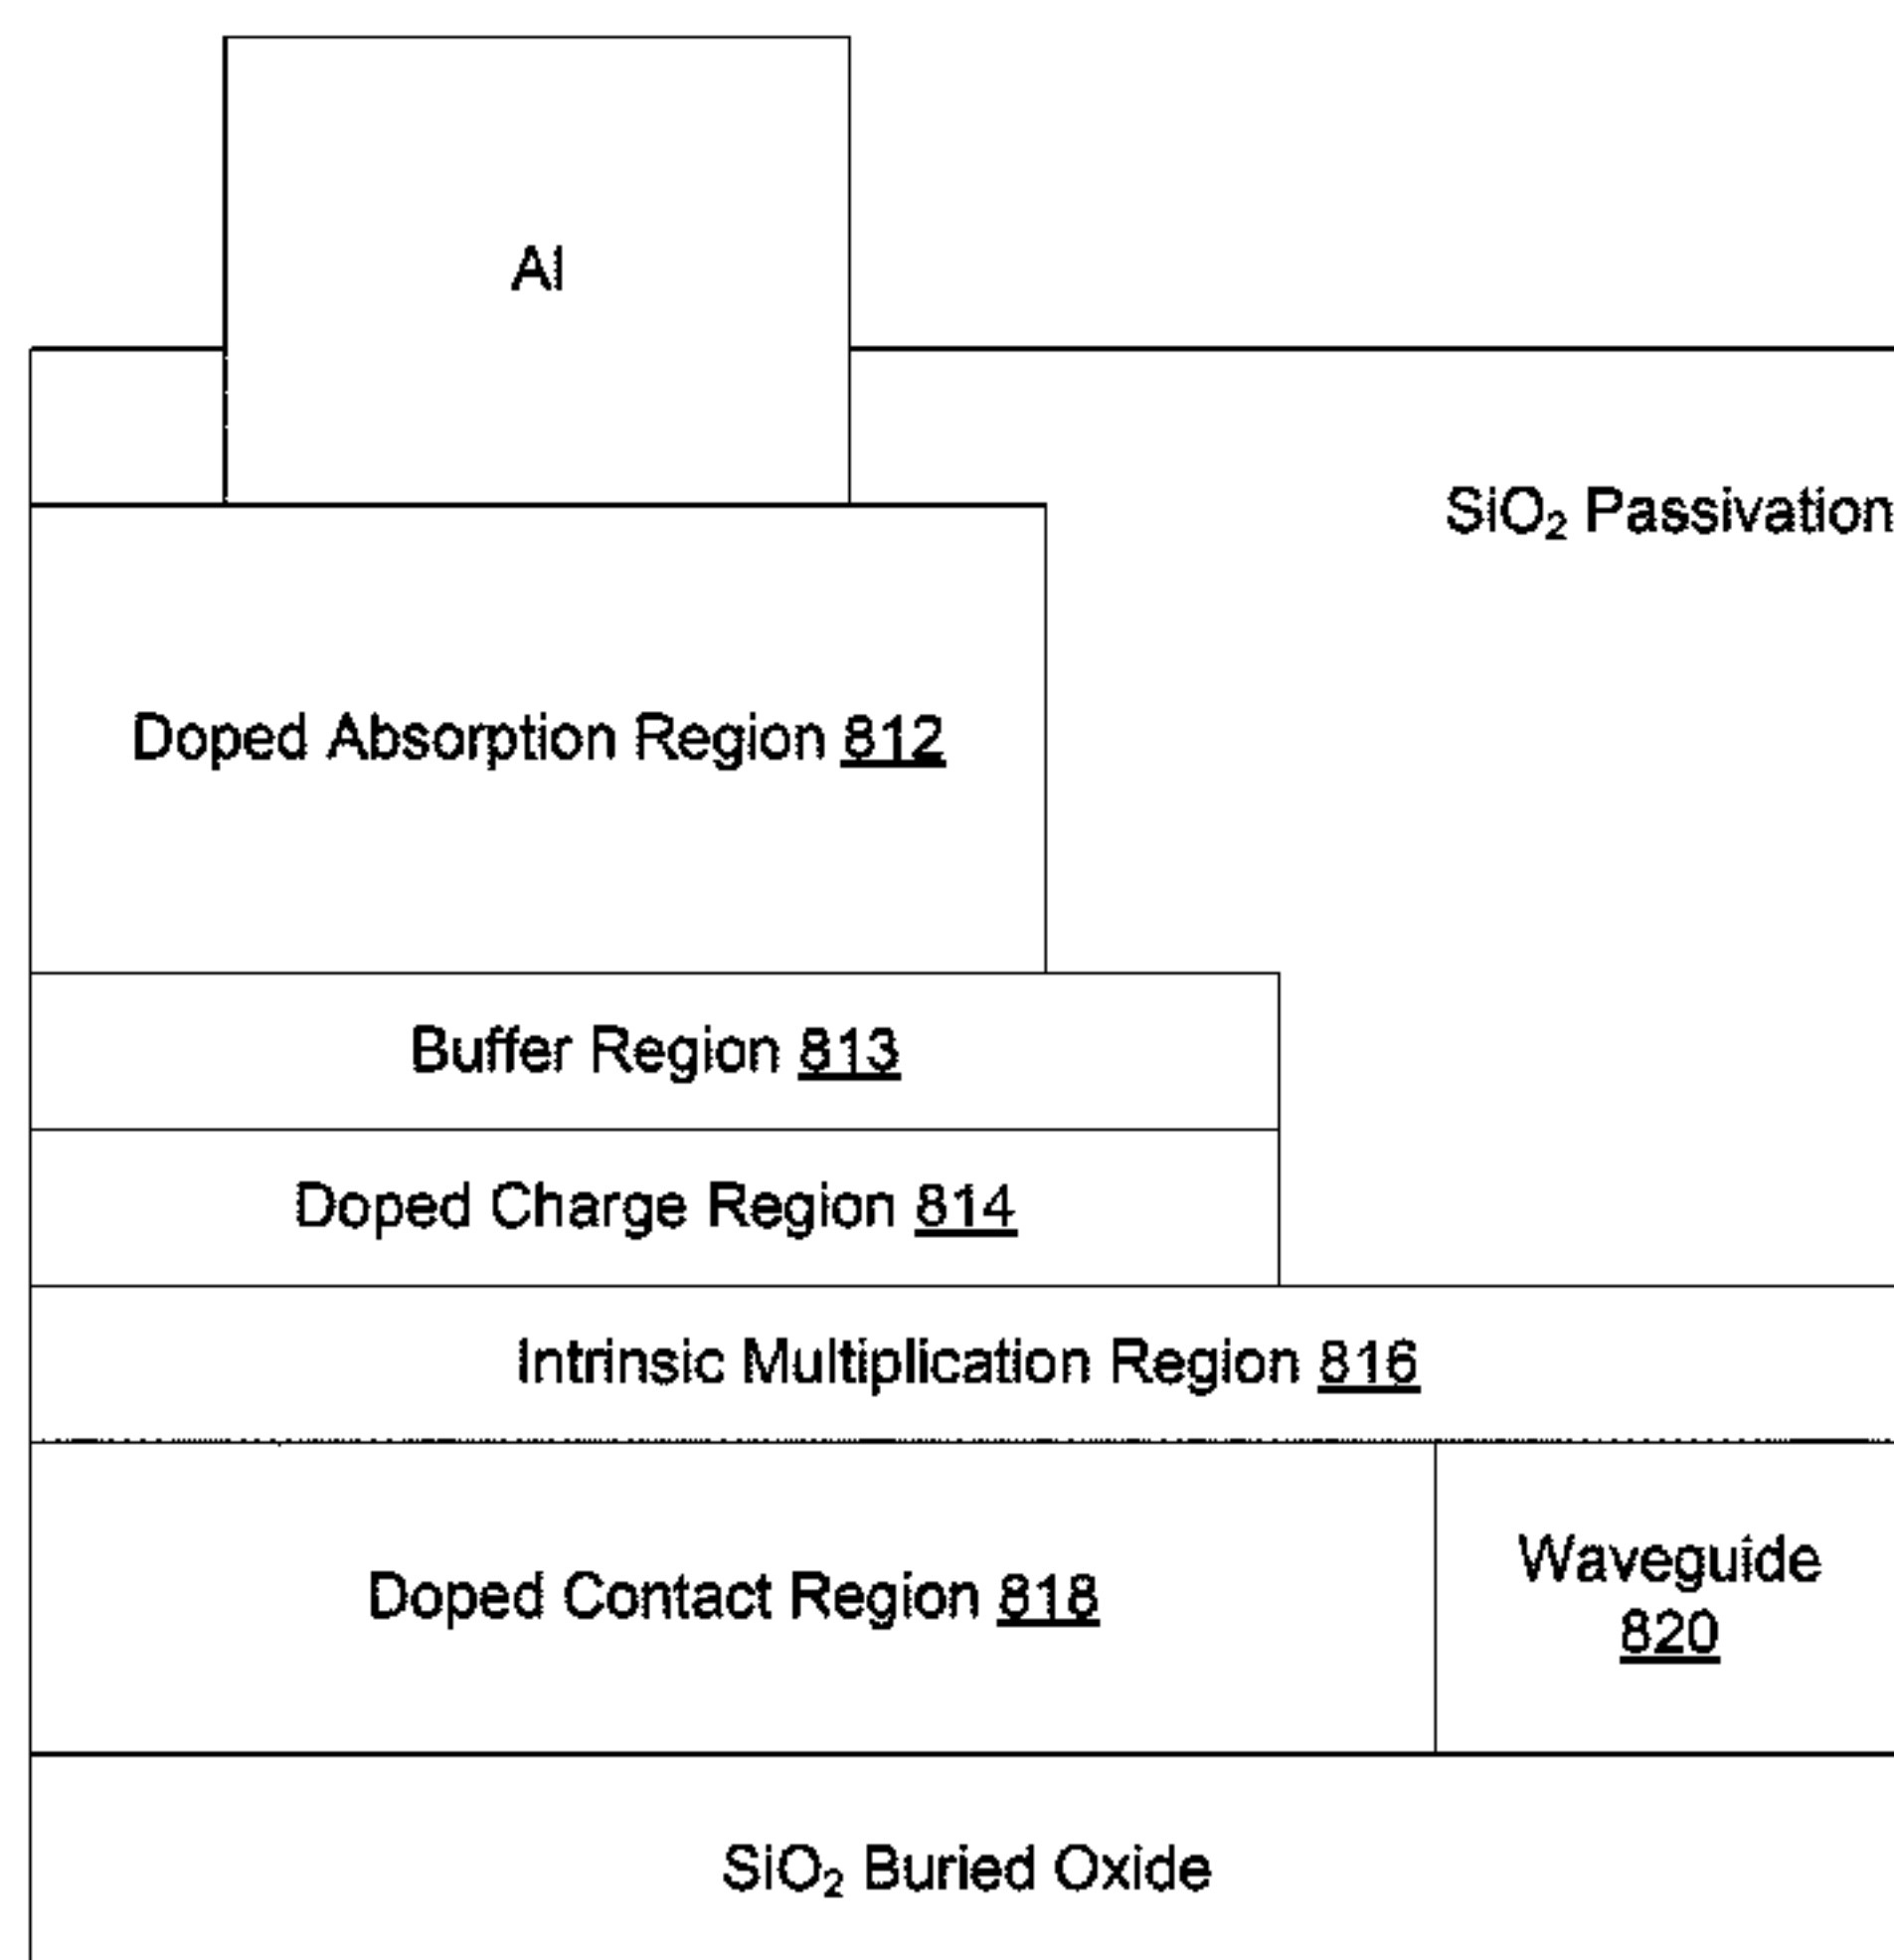 Al
SiO₂ Passivation
Doped Absorption Region 812
Buffer Region 813
Doped Charge Region 814
Intrinsic Multiplication Region 816
Waveguide
820
Doped Contact Region 818
SiO₂ Buried Oxide